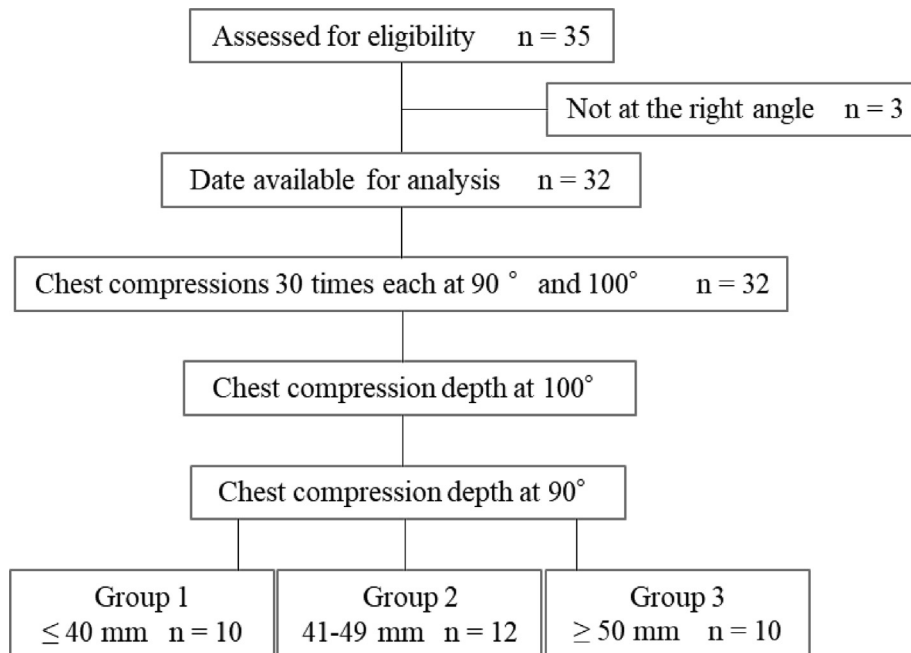 Assessed for eligibility n = 35
Not at the right angle n = 3
Date available for analysis n = 32
Chest compressions 30 times each at 90 ° and 100° n = 32
Chest compression depth at 100°
Chest compression depth at 90°
Group 1
≤ 40 mm n = 10
Group 2
41-49 mm n = 12
Group 3
≥ 50 mm n = 10